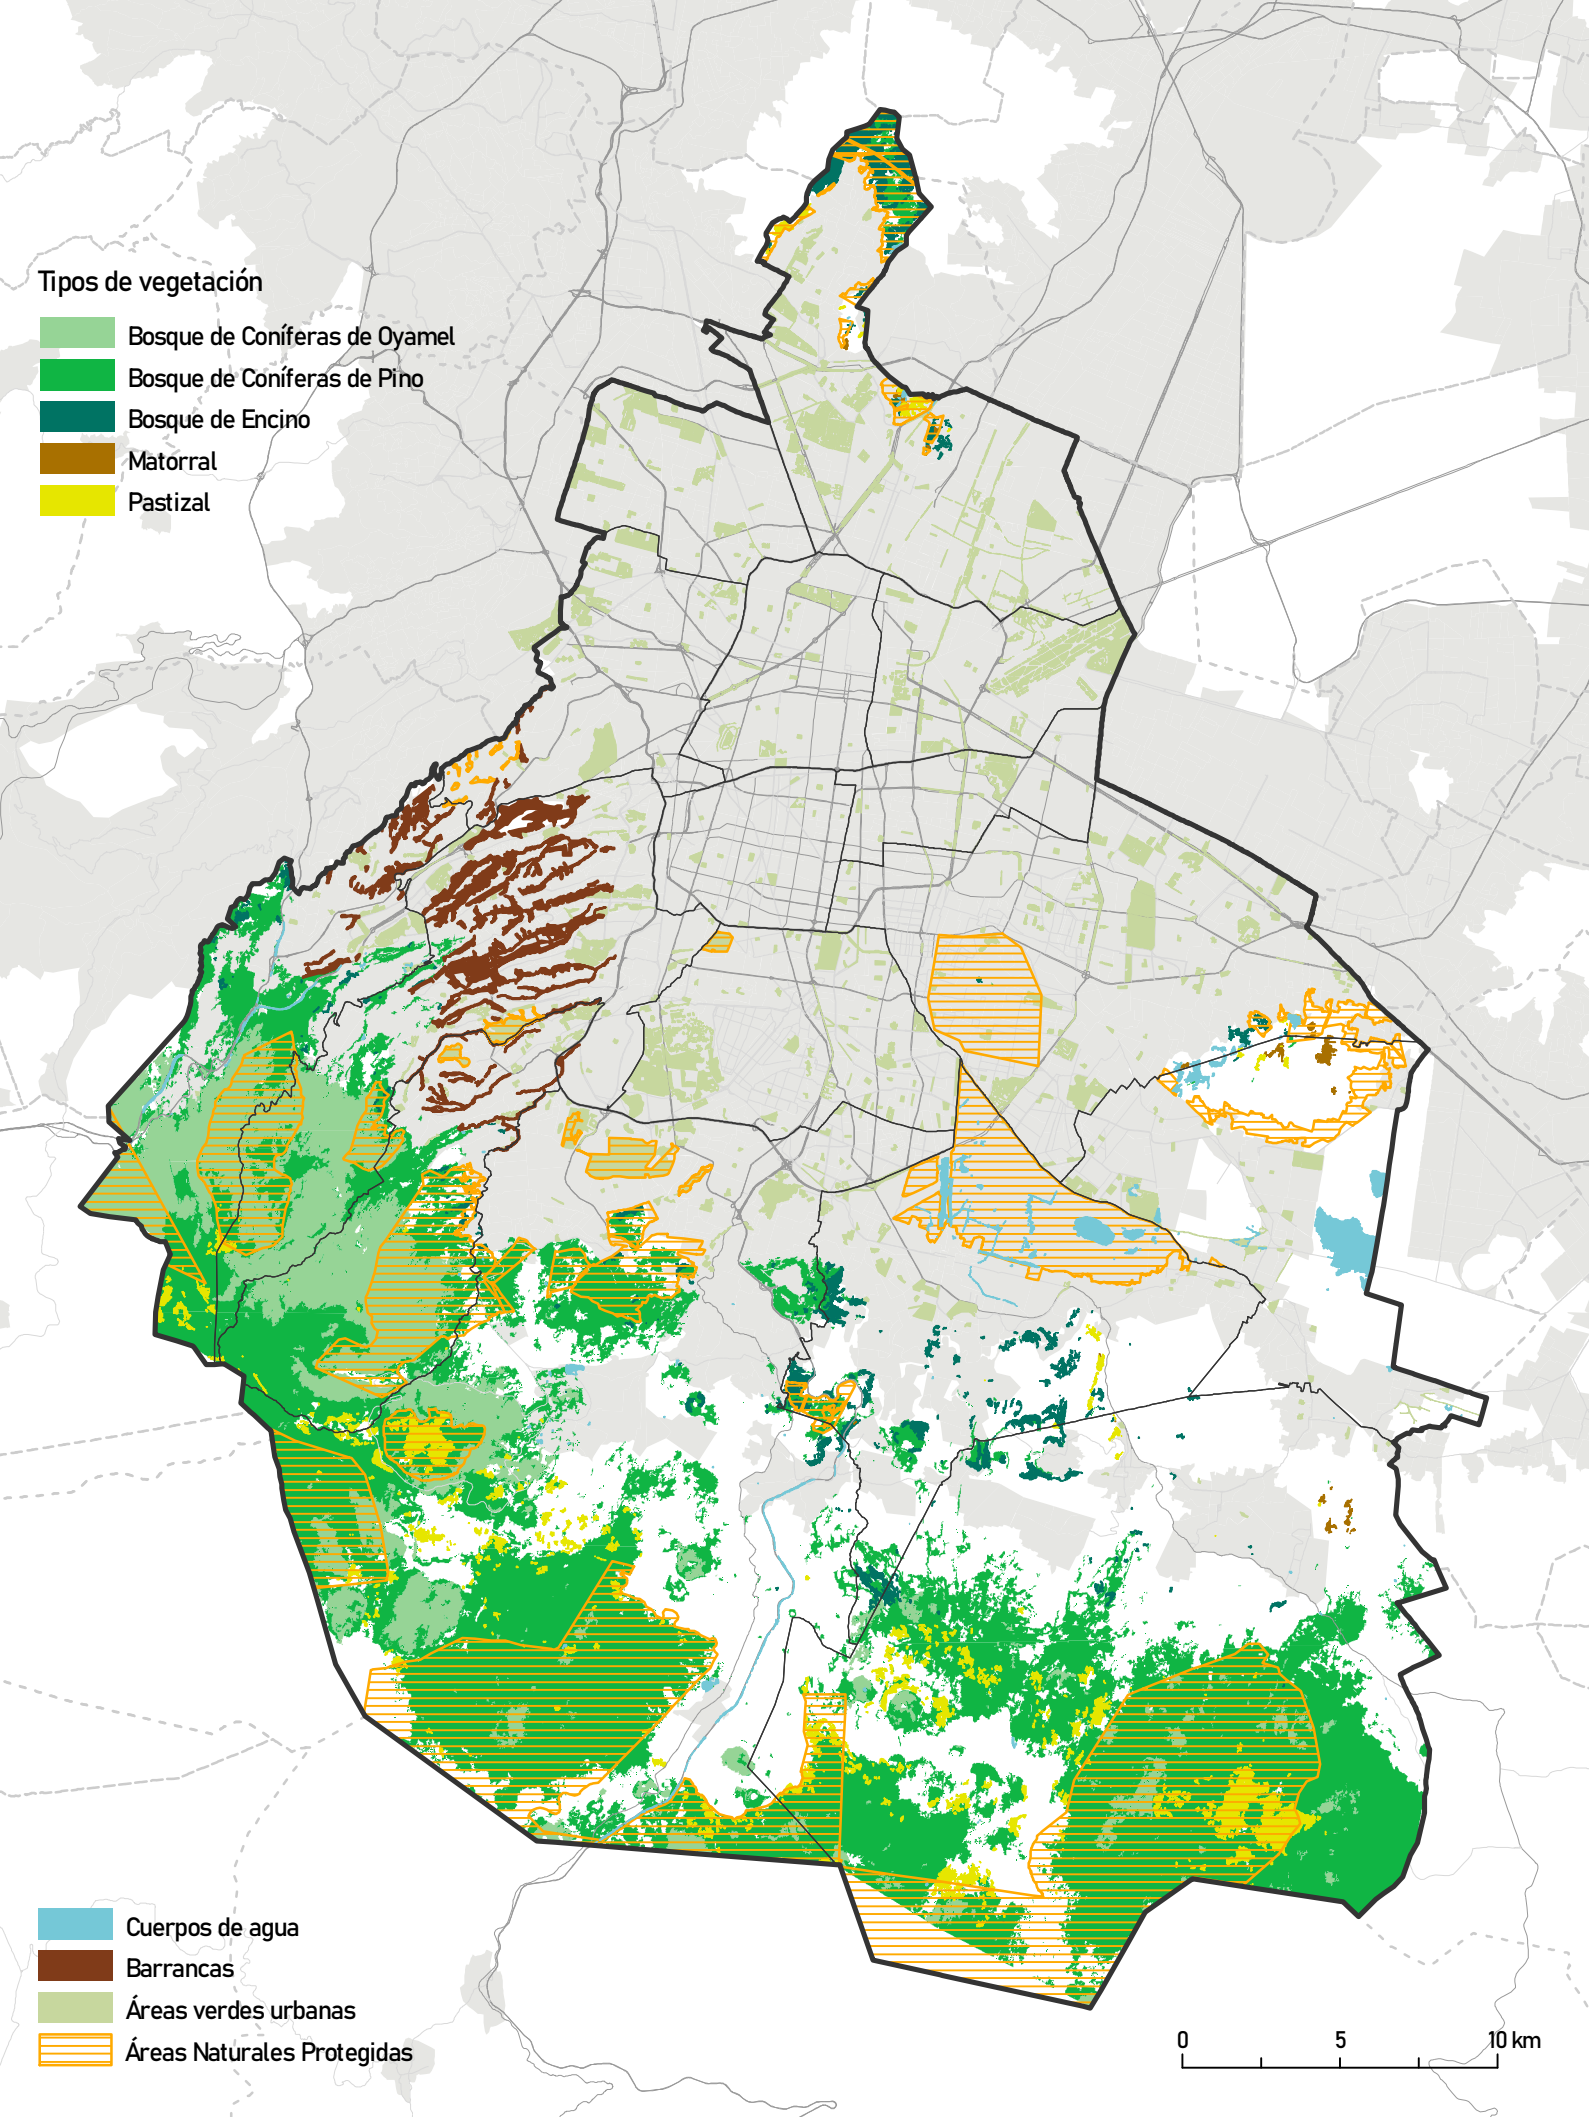 Tipos de vegetación
Bosque de Coníferas de Oyamel
Bosque de Coníferas de Pino
Bosque de Encino
Matorral
Pastizal
Cuerpos de agua
Barrancas
Áreas verdes urbanas
Áreas Naturales Protegidas
0 5 10 km